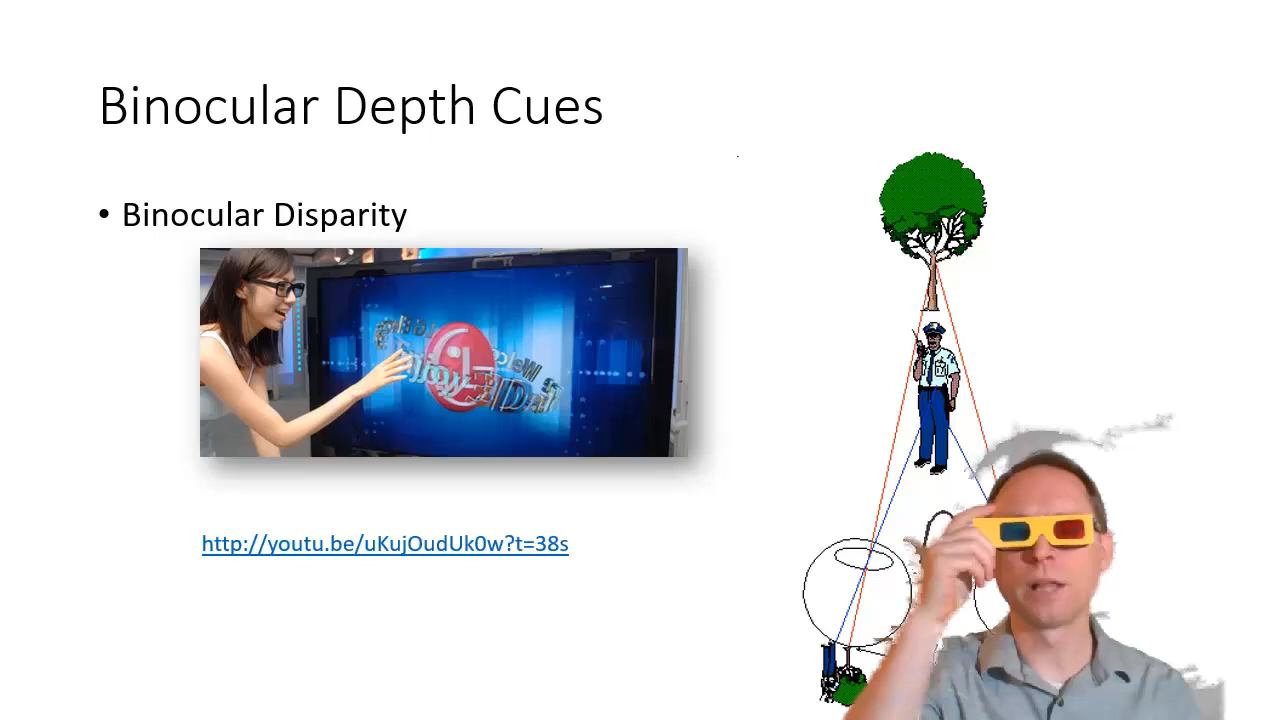 Binocular Depth Cues
• Binocular Disparity
http://youtu.be/uKujOudUk0w?t=38s